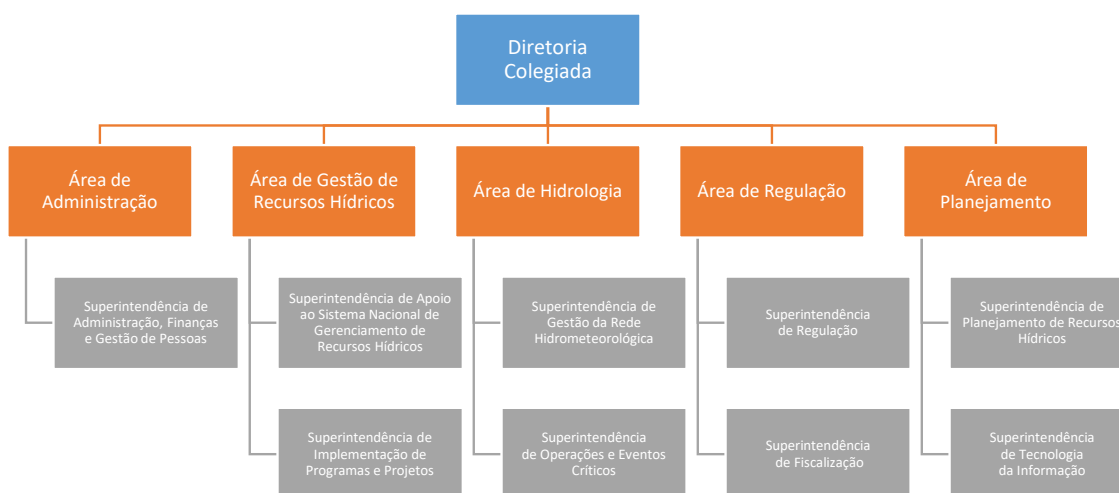 Diretoria
Colegiada
Área de
Administração
Área de Gestão de
Recursos Hídricos
Área de Hidrologia
Área de Regulação
Área de
Planejamento
Superintendência de
Administração, Finanças
e Gestão de Pessoas
Superintendência de Apoio
ao Sistema Nacional de
Gerenciamento de
Recursos Hídricos
Superintendência de
Gestão da Rede
Hidrometeorológica
Superintendência
de Regulação
Superintendência de
Planejamento de Recursos
Hídricos
Superintendência de
Implementação de
Programas e Projetos
Superintendência
de Operações e Eventos
Críticos
Superintendência
de Fiscalização
Superintendência
de Tecnologia
da Informação